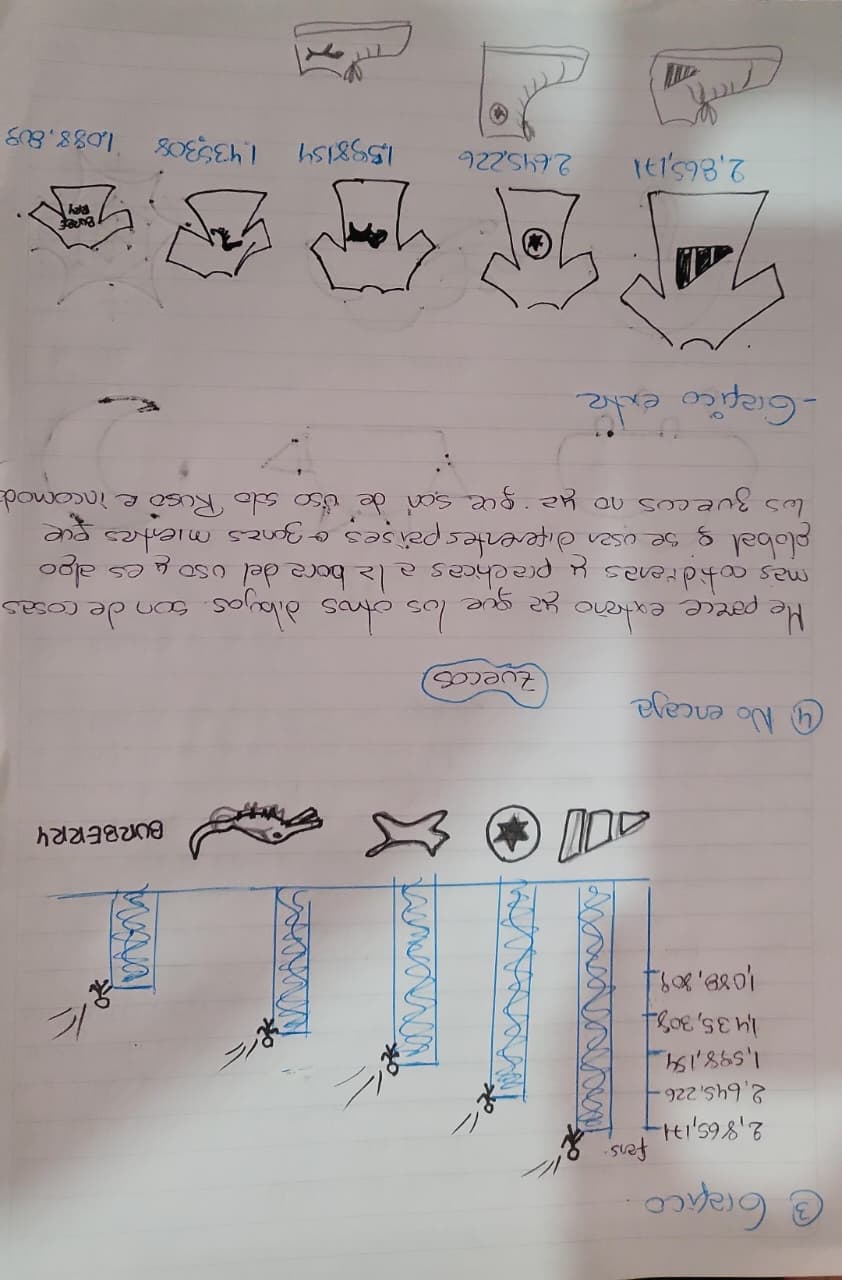 ③ Grafico.
fans.
2,865,171
2,645,226
1,598,154
1,435,308
1,088,809
BURBERRY
④ No encaja
Zuecos
Me parece extraño ya que los otros dibujos son de cosas
mas cotidianas y practicas a la hora del uso y es algo
global q se usan diferentes paises o zonas mientras que
los zuecos no ya que son de uso solo Ruso e incomod
- Grafico extra
BURBE
RRY
2,865,171
2.645,226
1,598,154
1.435,308
1,088,809